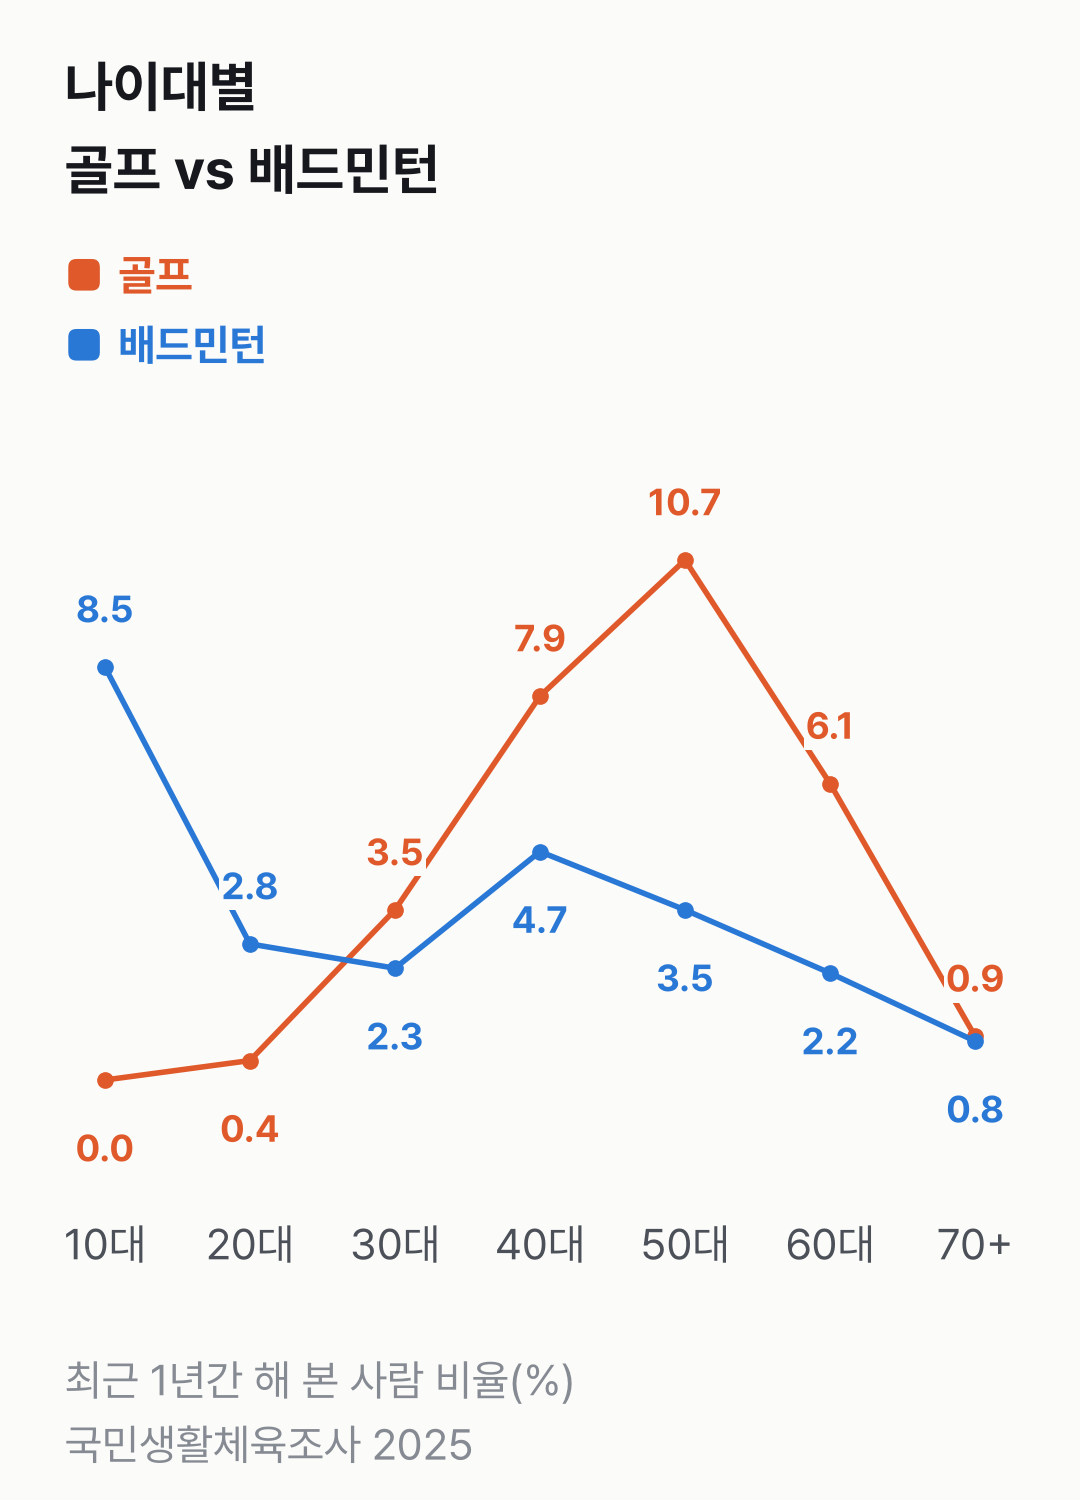 나이대별
골프 vs 배드민턴
골프
배드민턴
10.7
8.5
7.9
6.1
3.5
2.8
4.7
3.5
0.9
2.3
2.2
0.8
0.4
0.0
10대 20대 30대 40대 50대 60대 70+
최근 1년간 해 본 사람 비율(%)
국민생활체육조사 2025